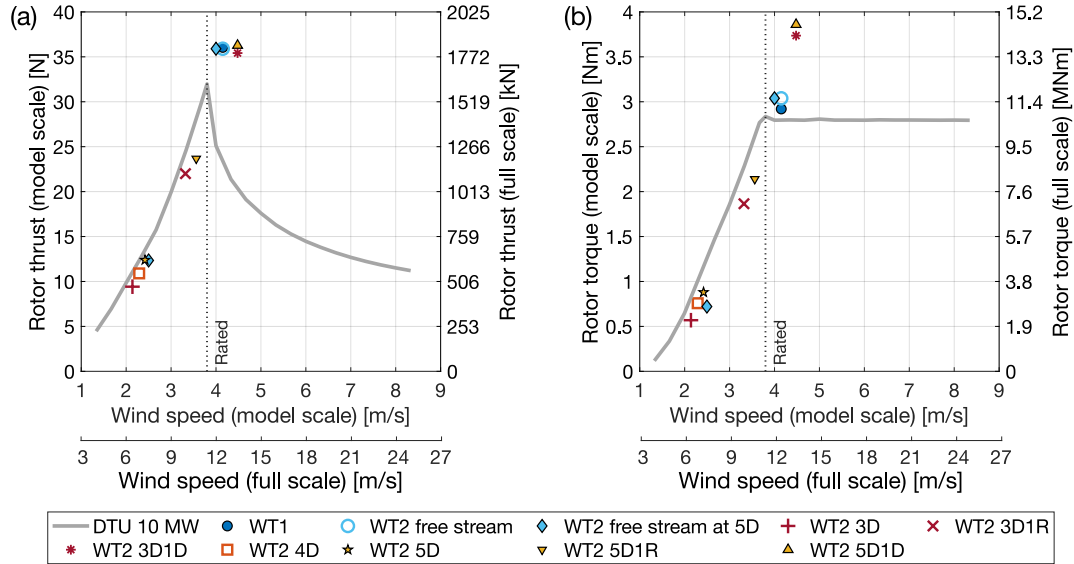 (a)
(b)
40
35
30
25
20
15
10
5
0
Rotor thrust (model scale) [N]
2025
1772
1519
1266
1013
759
506
253
0
Rotor thrust (full scale) [kN]
Rated
1 2 3 4 5 6 7 8 9
Wind speed (model scale) [m/s]
3 6 9 12 15 18 21 24 27
Wind speed (full scale) [m/s]
4
3.5
3
2.5
2
1.5
1
0.5
0
Rotor torque (model scale) [Nm]
15.2
13.3
11.4
9.5
7.6
5.7
3.8
1.9
0
Rotor torque (full scale) [MNm]
Rated
1 2 3 4 5 6 7 8 9
Wind speed (model scale) [m/s]
3 6 9 12 15 18 21 24 27
Wind speed (full scale) [m/s]
DTU 10 MW WT1 WT2 free stream WT2 free stream at 5D WT2 3D WT2 3D1R
WT2 3D1D WT2 4D WT2 5D WT2 5D1R WT2 5D1D